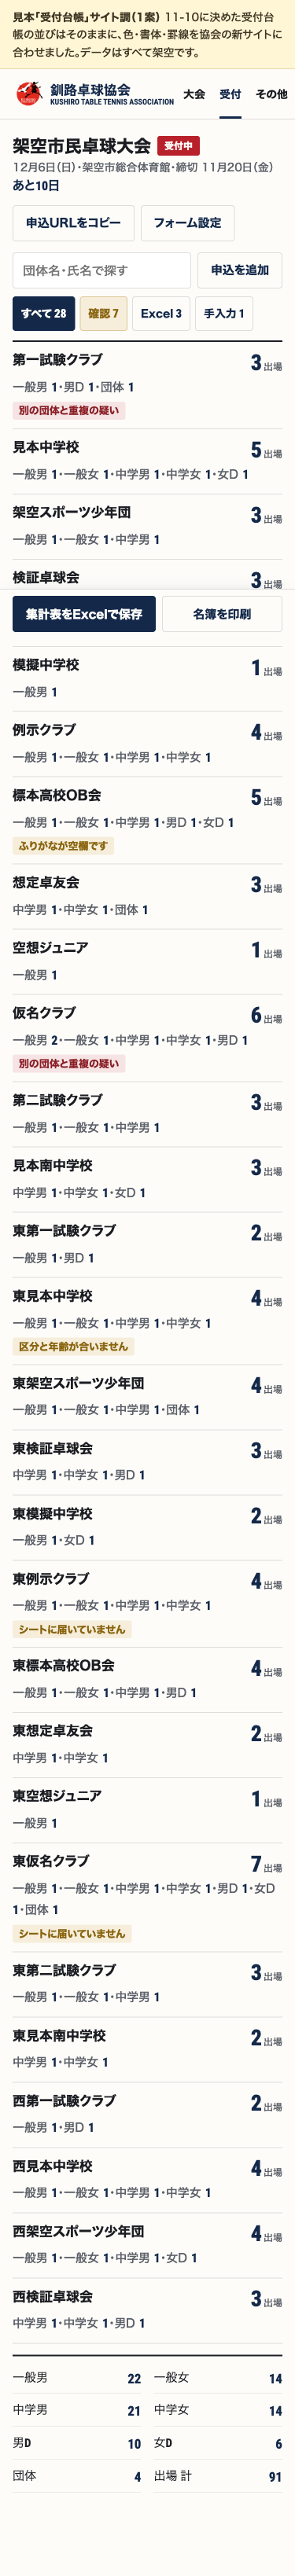 見本「受付台帳」サイト調(1案) 11-10に決めた受付台
帳の並びはそのままに、色・書体・罫線を協会の新サイトに
合わせました。データはすべて架空です。
釧路卓球協会
KUSHIRO TABLE TENNIS ASSOCIATION
大会 受付 その他
架空市民卓球大会 受付中
12月6日(日)・架空総合体育館・締切 11月20日(金)
あと10日
申込URLをコピー フォーム設定
団体名・氏名で探す 申込を追加
すべて 28 確認 7 Excel 3 手入力 1
第一試験クラブ 3 出場
一般男 1・男D 1・団体 1
別の団体と重複の疑い
見本中学校 5 出場
一般男 1・一般女 1・中学男 1・中学女 1・女D 1
架空スポーツ少年団 3 出場
一般男 1・一般女 1・中学男 1
検証卓球会 3 出場
集計表をExcelで保存 名簿を印刷
模擬中学校 1 出場
一般男 1
例示クラブ 4 出場
一般男 1・一般女 1・中学男 1・中学女 1
標本高校OB会 5 出場
一般男 1・一般女 1・中学男 1・男D 1・女D 1
ふりがなが空欄です
想定卓友会 3 出場
中学男 1・中学女 1・団体 1
空想ジュニア 1 出場
一般男 1
仮名クラブ 6 出場
一般男 2・一般女 1・中学男 1・中学女 1・男D 1
別の団体と重複の疑い
第二試験クラブ 3 出場
一般男 1・一般女 1・中学男 1
見本南中学校 3 出場
中学男 1・中学女 1・女D 1
東第一試験クラブ 2 出場
一般男 1・男D 1
東見本中学校 4 出場
一般男 1・一般女 1・中学男 1・中学女 1
区分と年齢が合いません
東架空スポーツ少年団 4 出場
一般男 1・一般女 1・中学男 1・団体 1
東検証卓球会 3 出場
中学男 1・中学女 1・男D 1
東模擬中学校 2 出場
一般男 1・女D 1
東例示クラブ 4 出場
一般男 1・一般女 1・中学男 1・中学女 1
シートに届いていません
東標本高校OB会 4 出場
一般男 1・一般女 1・中学男 1・男D 1
東想定卓友会 2 出場
中学男 1・中学女 1
東空想ジュニア 1 出場
一般男 1
東仮名クラブ 7 出場
一般男 1・一般女 1・中学男 1・中学女 1・男D 1・女D
1・団体 1
シートに届いていません
東第二試験クラブ 3 出場
一般男 1・一般女 1・中学男 1
東見本南中学校 2 出場
中学男 1・中学女 1
西第一試験クラブ 2 出場
一般男 1・男D 1
西見本中学校 4 出場
一般男 1・一般女 1・中学男 1・中学女 1
西架空スポーツ少年団 4 出場
一般男 1・一般女 1・中学男 1・女D 1
西検証卓球会 3 出場
中学男 1・中学女 1・男D 1
一般男 22 一般女 14
中学男 21 中学女 14
男D 10 女D 6
団体 4 出場 計 91